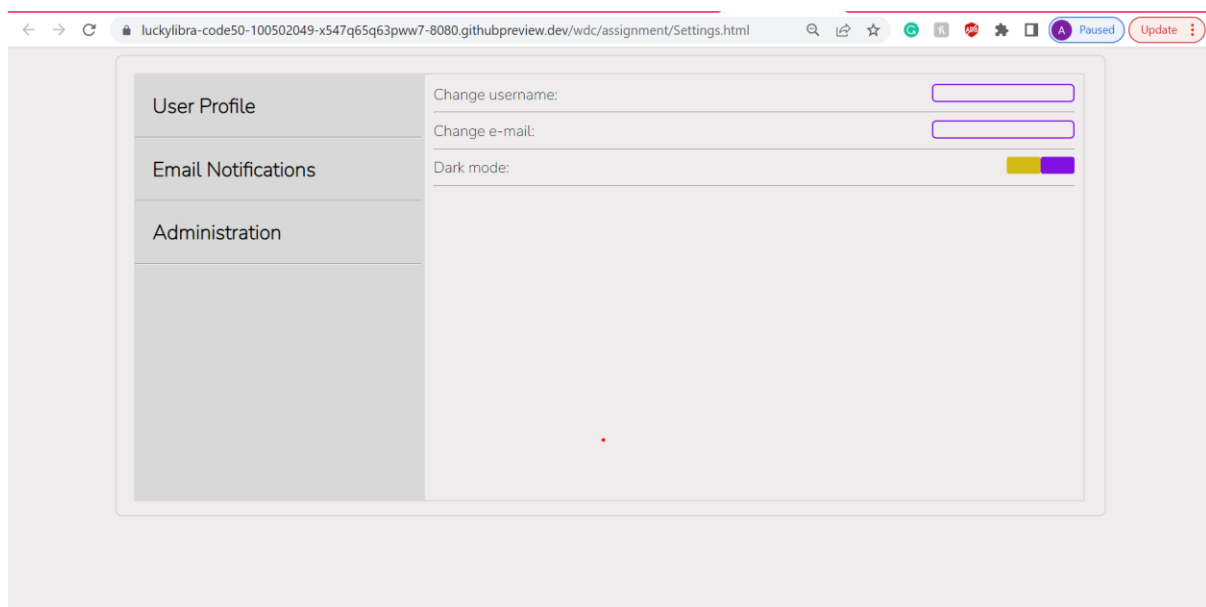 luckylibra-code50-100502049-x547q65q63pww7-8080.githubpreview.dev/wdc/assignment/Settings.html
A Paused Update
User Profile
Email Notifications
Administration
Change username:
Change e-mail:
Dark mode: